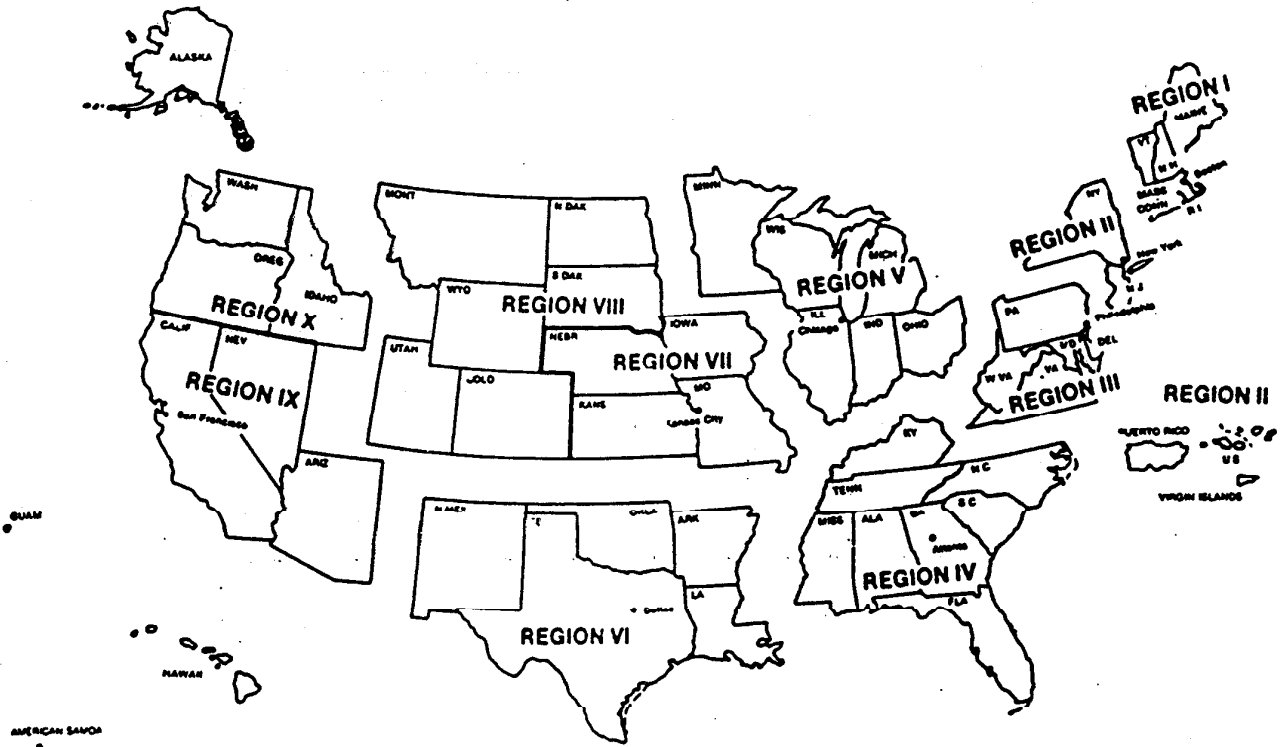 ALASKA
REGION I
MAINE
VT
N H
Boston
MASS
CONN
R I
NY
REGION II
New York
N J
Philadelphia
PA
DEL
MD
W VA
VA
REGION III
REGION II
PUERTO RICO
U S
VIRGIN ISLANDS
WASH
OREG
IDAHO
REGION X
MONT
N DAK
S DAK
WYO
REGION VIII
UTAH
COLO
MINN
WIS
MICH
REGION V
ILL
Chicago
IND
OHIO
IOWA
NEBR
REGION VII
MO
KANS
Kansas City
CALIF
NEV
REGION IX
San Francisco
ARIZ
GUAM
HAWAII
AMERICAN SAMOA
N MEX
OKLA
ARK
LA
Dallas
REGION VI
KY
TENN
N C
S C
MISS
ALA
GA
Atlanta
REGION IV
FLA